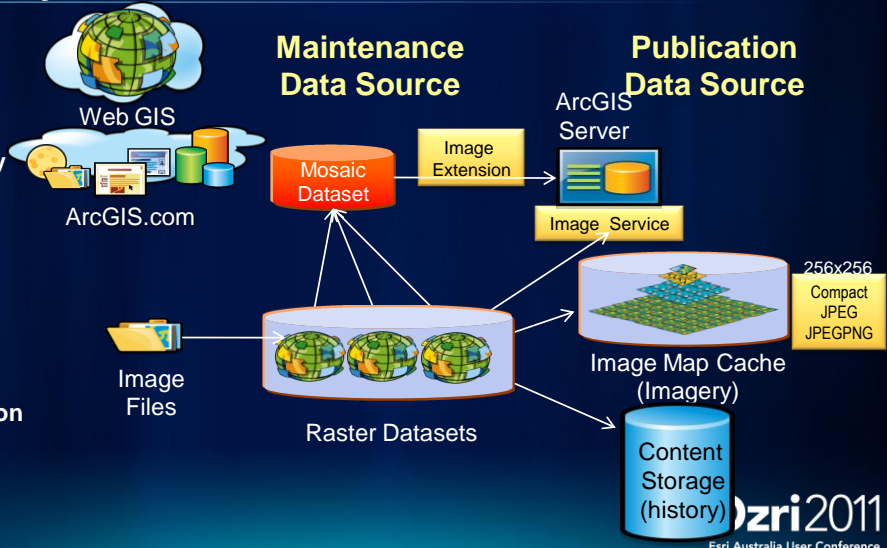 Maintenance
Data Source
Publication
Data Source
Web GIS
ArcGIS.com
Mosaic
Dataset
Image
Extension
ArcGIS
Server
Image Service
256x256
Compact
JPEG
JPEGPNG
Image Map Cache
(Imagery)
Image
Files
Raster Datasets
Content
Storage
(history)
on
Ozri2011
Esri Australia User Conference